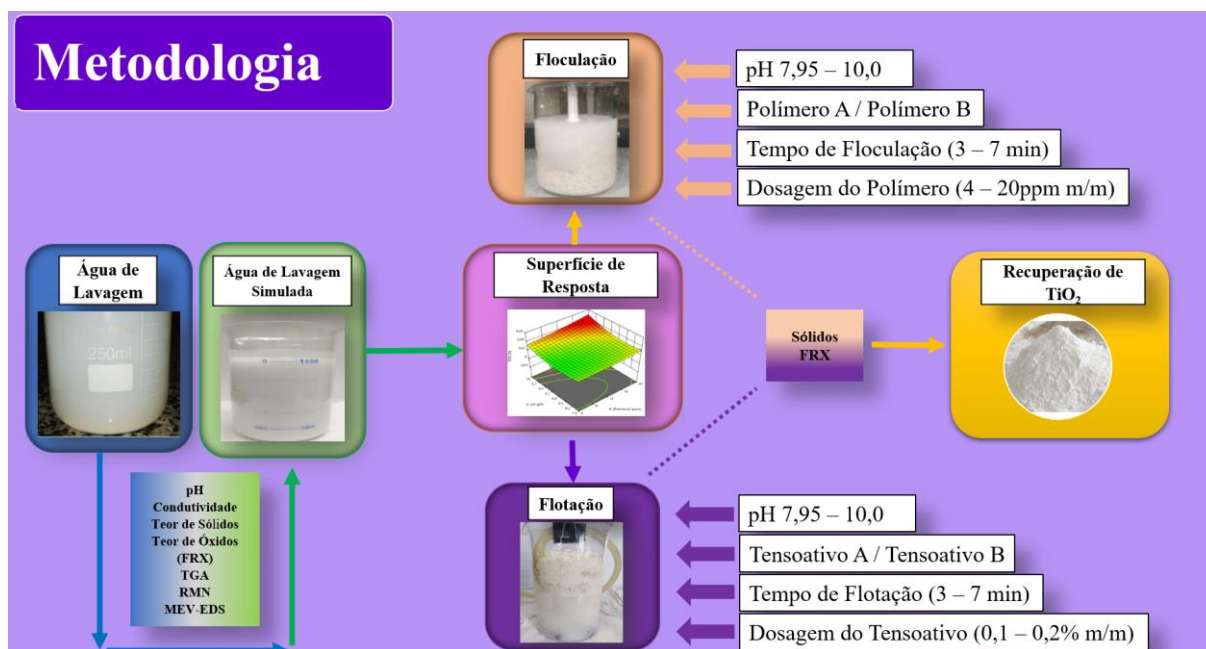 Metodologia
Floculação
pH 7,95 – 10,0
Polímero A / Polímero B
Tempo de Floculação (3 – 7 min)
Dosagem do Polímero (4 – 20ppm m/m)
Água de
Lavagem
250ml
Água de Lavagem
Simulada
Superfície de
Resposta
Sólidos
FRX
Recuperação de
TiO₂
pH
Condutividade
Teor de Sólidos
Teor de Óxidos
(FRX)
TGA
RMN
MEV-EDS
Flotação
pH 7,95 – 10,0
Tensoativo A / Tensoativo B
Tempo de Flotação (3 – 7 min)
Dosagem do Tensoativo (0,1 – 0,2% m/m)